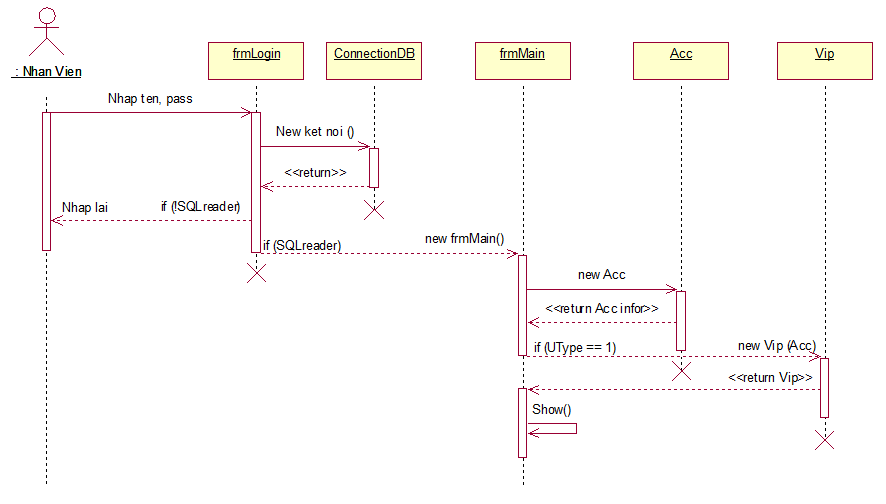 : Nhan Vien
frmLogin
ConnectionDB
frmMain
Acc
Vip
Nhap ten, pass
New ket noi ()
<<return>>
Nhap lai
if (!SQLreader)
if (SQLreader)
new frmMain()
new Acc
<<return Acc infor>>
if (UType == 1)
new Vip (Acc)
<<return Vip>>
Show()